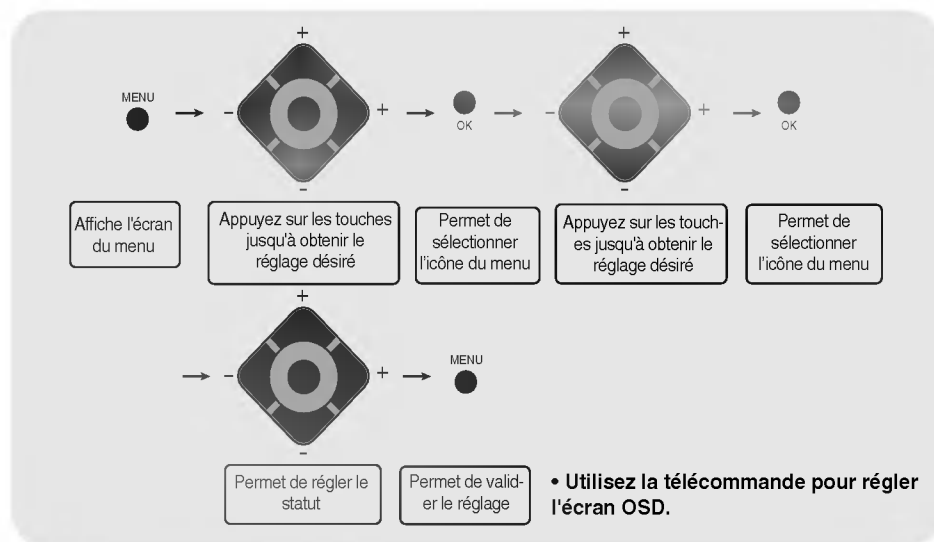 + +
MENU
- + - +
OK OK
- -
Affiche l'écran
du menu
Appuyez sur les touches
jusqu'à obtenir le
réglage désiré
Permet de
sélectionner
l'icône du menu
Appuyez sur les touch-
es jusqu'à obtenir le
réglage désiré
Permet de
sélectionner
l'icône du menu
+
MENU
- +
-
Permet de régler le
statut
Permet de valid-
er le réglage
• Utilisez la télécommande pour régler
l'écran OSD.